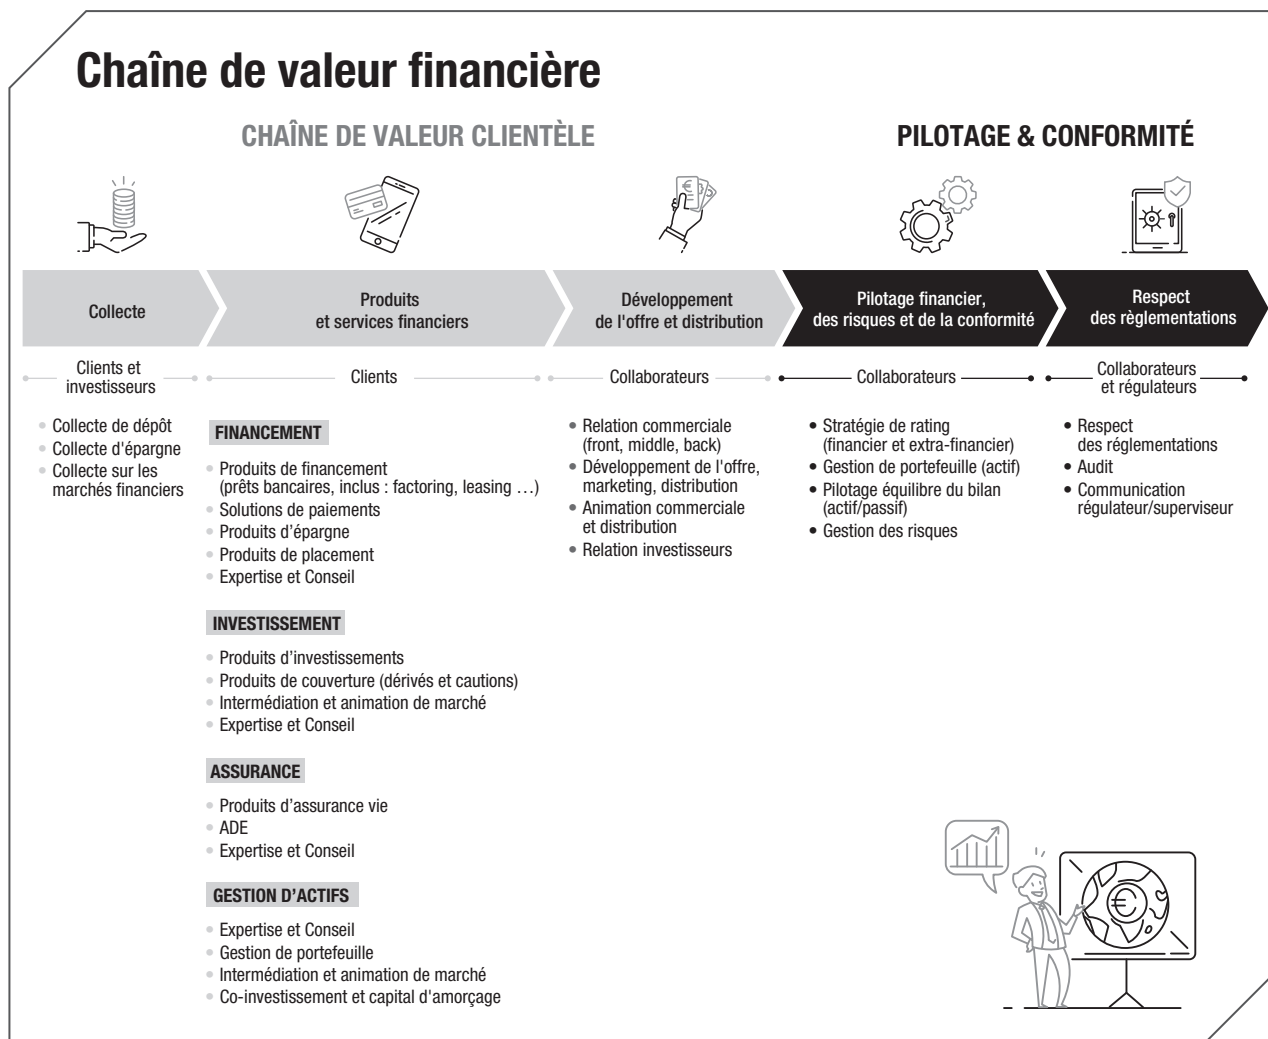 Chaîne de valeur financière
CHAÎNE DE VALEUR CLIENTÈLE
PILOTAGE & CONFORMITÉ
Collecte
Produits
et services financiers
Développement
de l'offre et distribution
Pilotage financier,
des risques et de la conformité
Respect
des règlementations
Clients et
investisseurs
Clients
Collaborateurs
Collaborateurs
Collaborateurs
et régulateurs
• Collecte de dépôt
• Collecte d'épargne
• Collecte sur les
marchés financiers
FINANCEMENT
• Produits de financement
(prêts bancaires, inclus : factoring, leasing …)
• Solutions de paiements
• Produits d’épargne
• Produits de placement
• Expertise et Conseil
INVESTISSEMENT
• Produits d’investissements
• Produits de couverture (dérivés et cautions)
• Intermédiation et animation de marché
• Expertise et Conseil
ASSURANCE
• Produits d’assurance vie
• ADE
• Expertise et Conseil
GESTION D’ACTIFS
• Expertise et Conseil
• Gestion de portefeuille
• Intermédiation et animation de marché
• Co-investissement et capital d'amorçage
• Relation commerciale
(front, middle, back)
• Développement de l'offre,
marketing, distribution
• Animation commerciale
et distribution
• Relation investisseurs
• Stratégie de rating
(financier et extra-financier)
• Gestion de portefeuille (actif)
• Pilotage équilibre du bilan
(actif/passif)
• Gestion des risques
• Respect
des réglementations
• Audit
• Communication
régulateur/superviseur